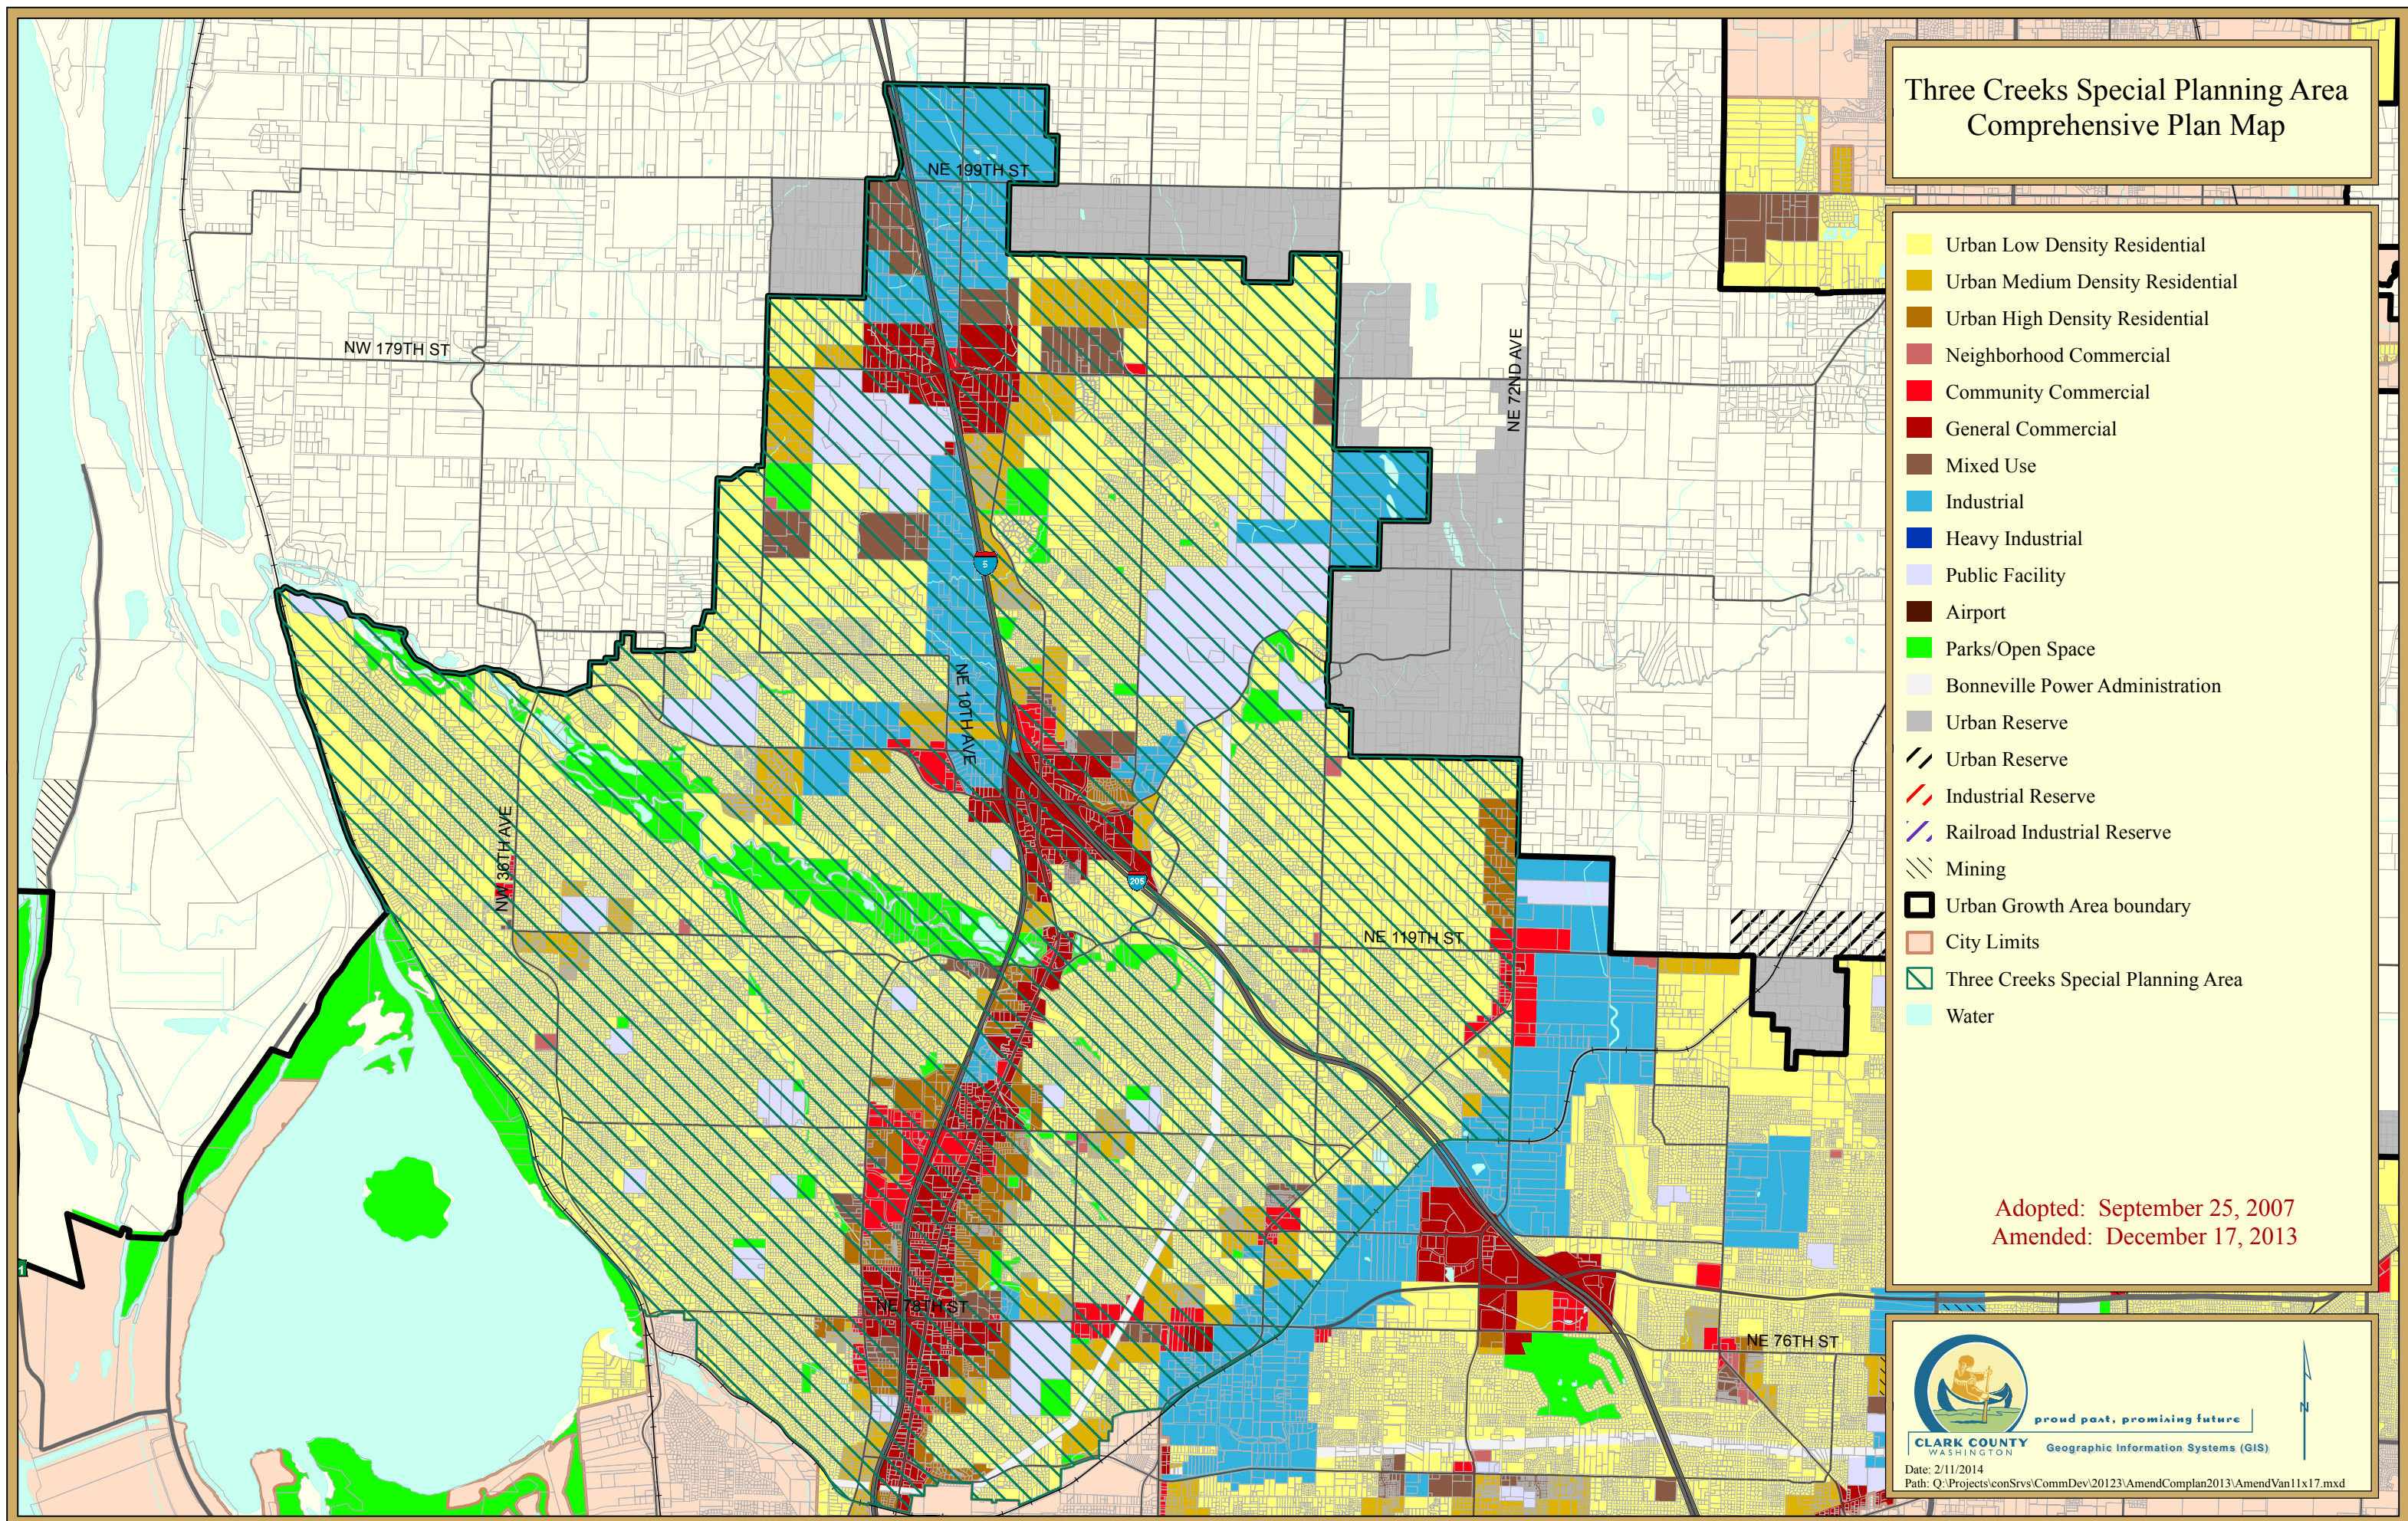 Three Creeks Special Planning Area
Comprehensive Plan Map
Urban Low Density Residential
Urban Medium Density Residential
Urban High Density Residential
Neighborhood Commercial
Community Commercial
General Commercial
Mixed Use
Industrial
Heavy Industrial
Public Facility
Airport
Parks/Open Space
Bonneville Power Administration
Urban Reserve
Urban Reserve
Industrial Reserve
Railroad Industrial Reserve
Mining
Urban Growth Area boundary
City Limits
Three Creeks Special Planning Area
Water
Adopted: September 25, 2007
Amended: December 17, 2013
NE 199TH ST
NW 179TH ST
NE 72ND AVE
5
NE 10TH AVE
NW 36TH AVE
205
NE 119TH ST
1
NE 78TH ST
NE 76TH ST
proud past, promising future
CLARK COUNTY
WASHINGTON
Geographic Information Systems (GIS)
N
Date: 2/11/2014
Path: Q:\Projects\conSrvs\CommDev\20123\AmendComplan2013\AmendVan11x17.mxd